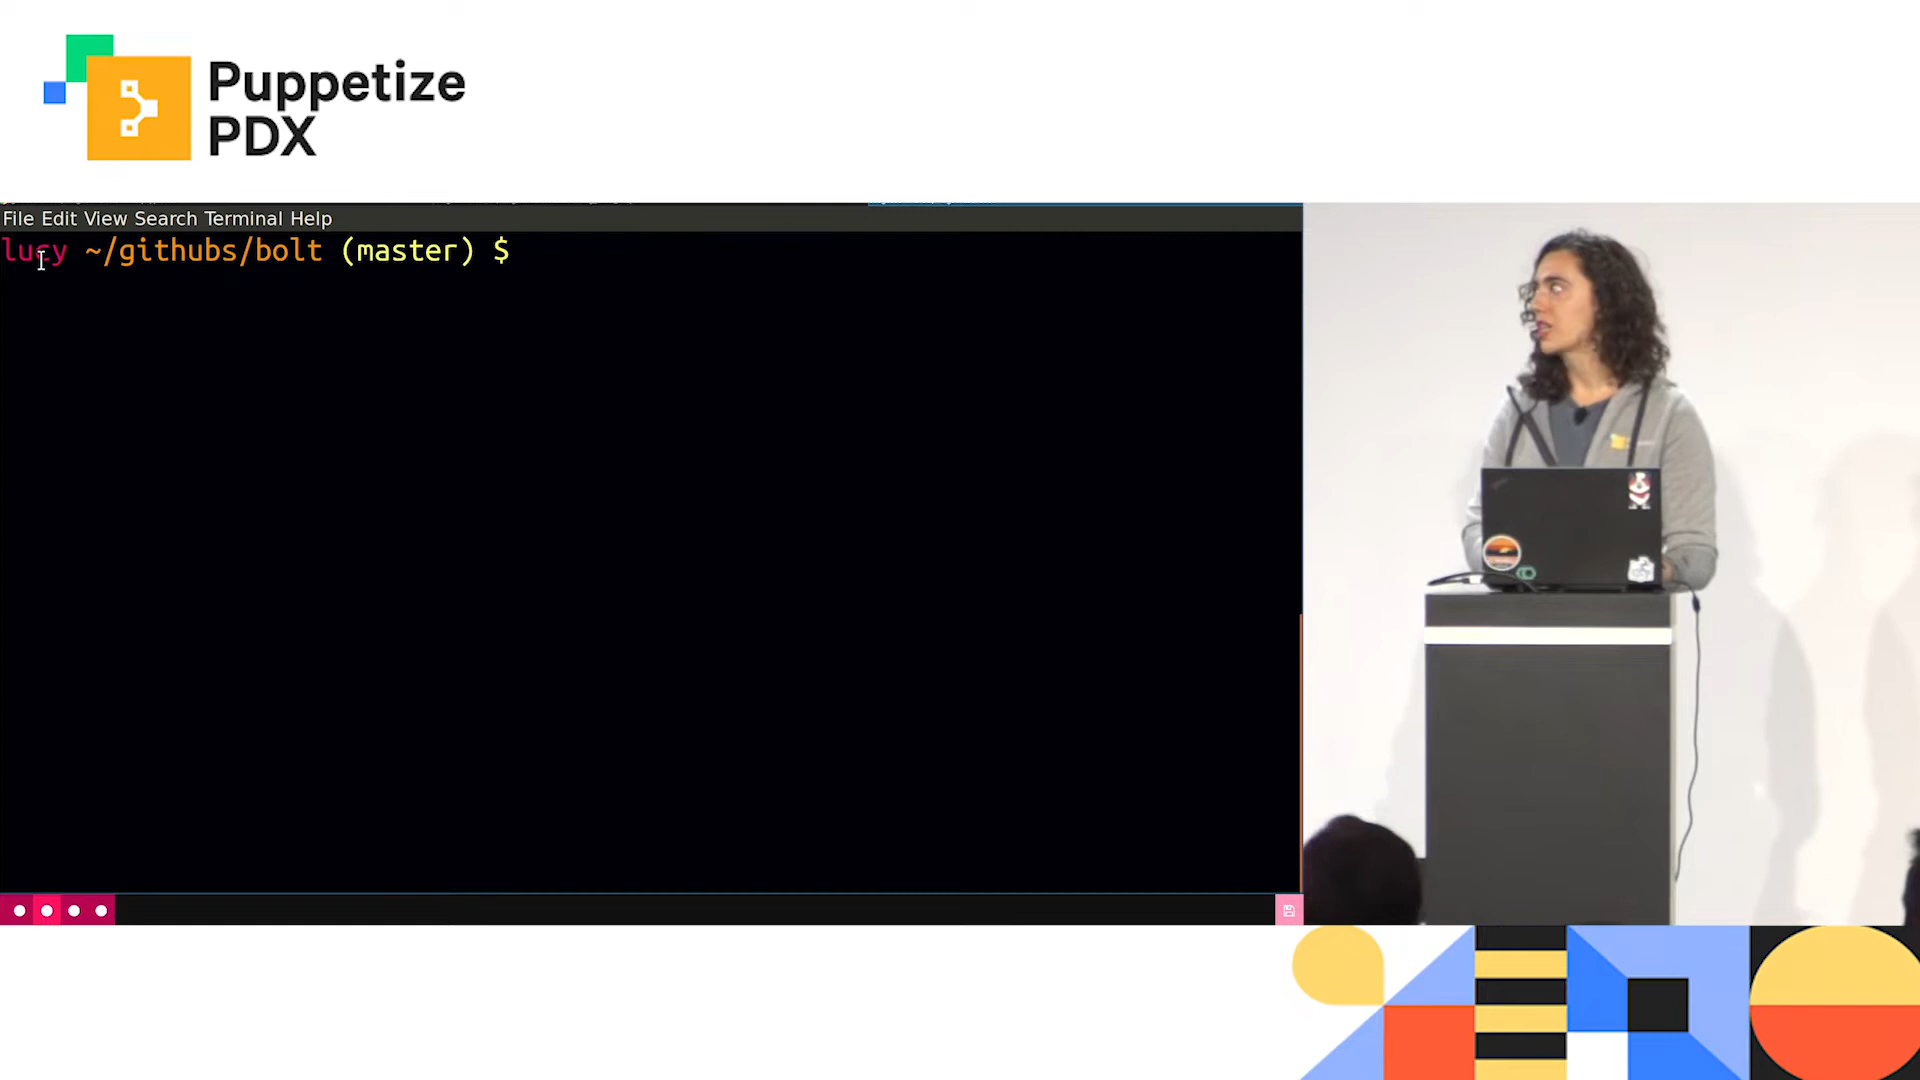 Puppetize
PDX
File Edit View Search Terminal Help
lucy ~/githubs/bolt (master) $